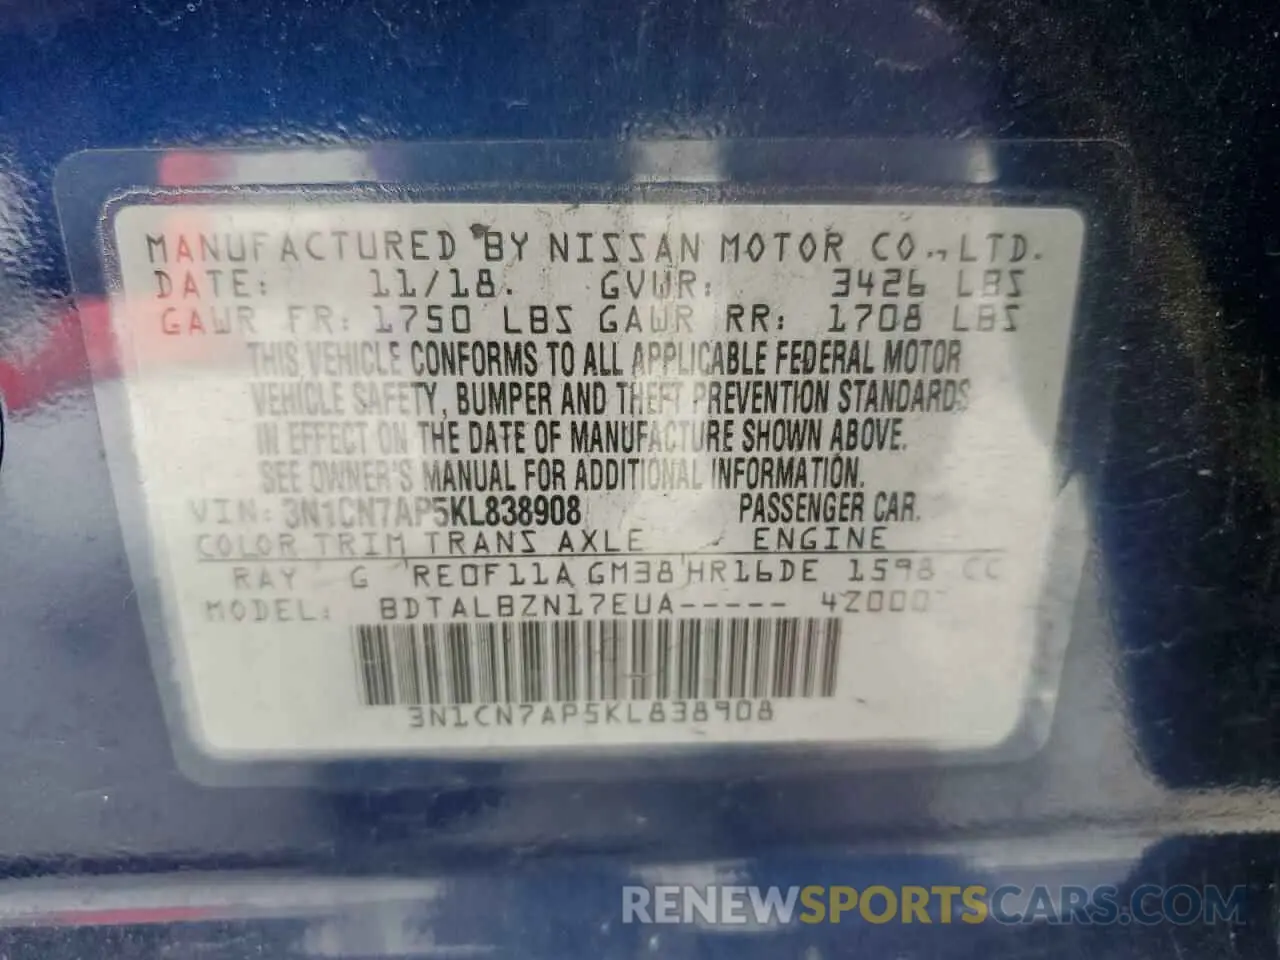 MANUFACTURED BY NISSAN MOTOR CO., LTD.
DATE: 11/18. GVWR: 3426 LBS
GAWR FR: 1750 LBS GAWR RR: 1708 LBS
THIS VEHICLE CONFORMS TO ALL APPLICABLE FEDERAL MOTOR
VEHICLE SAFETY, BUMPER AND THEFT PREVENTION STANDARDS
IN EFFECT ON THE DATE OF MANUFACTURE SHOWN ABOVE.
SEE OWNER'S MANUAL FOR ADDITIONAL INFORMATION.
VIN: 3N1CN7AP5KL838908 PASSENGER CAR.
COLOR TRIM TRANS AXLE ENGINE
RAY G RE0F11A GM38 HR16DE 1598 CC
MODEL: BDTALBZN17EUA-----
3N1CN7AP5KL838908
RENEWSPORTSCARS.COM